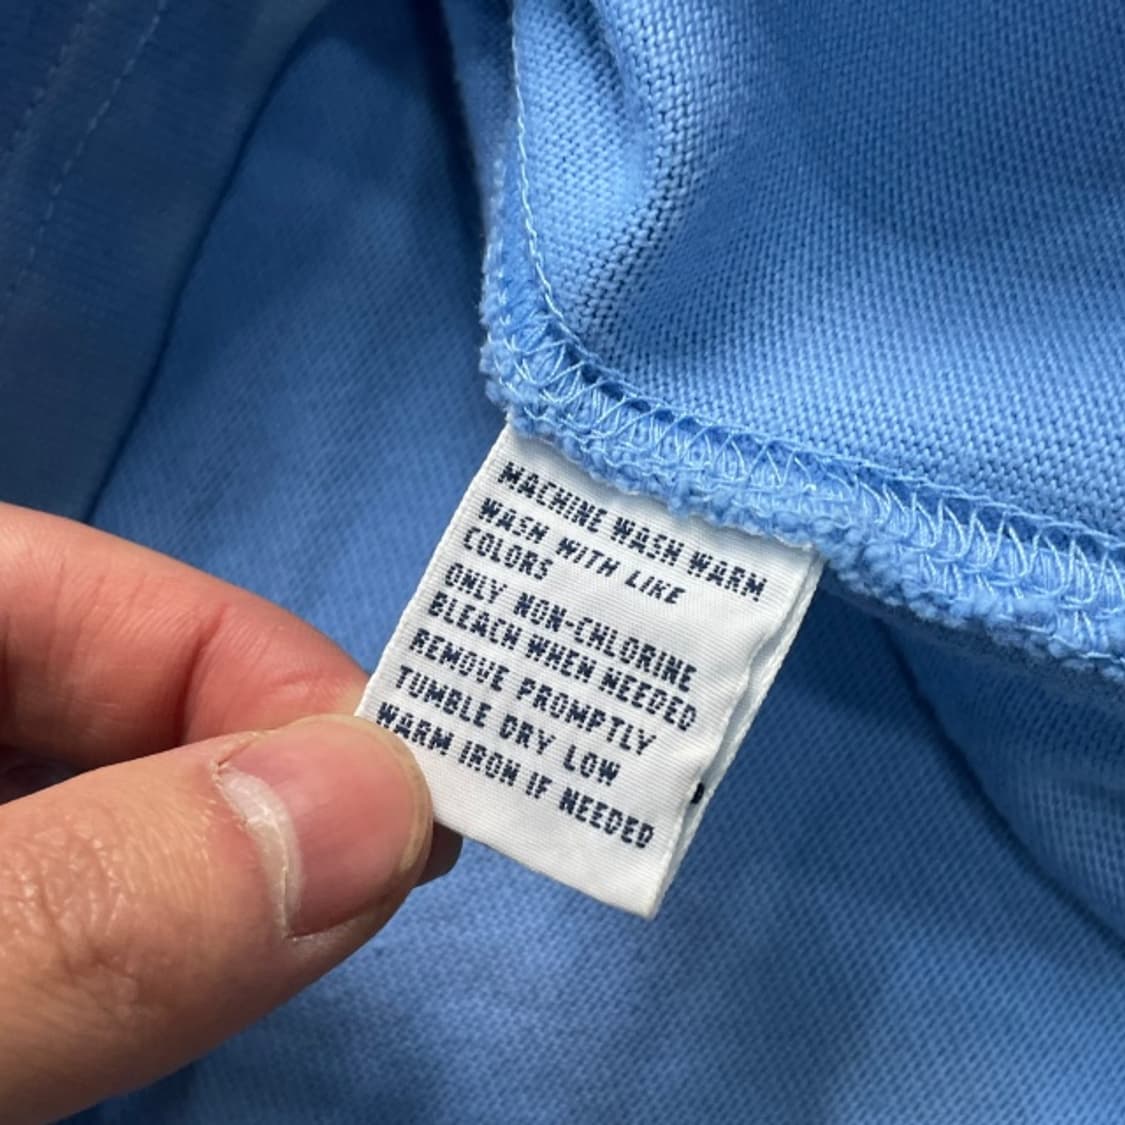 MACHINE WASH WARM
WASH WITH LIKE
COLORS
ONLY NON-CHLORINE
BLEACH WHEN NEEDED
REMOVE PROMPTLY
TUMBLE DRY LOW
WARM IRON IF NEEDED